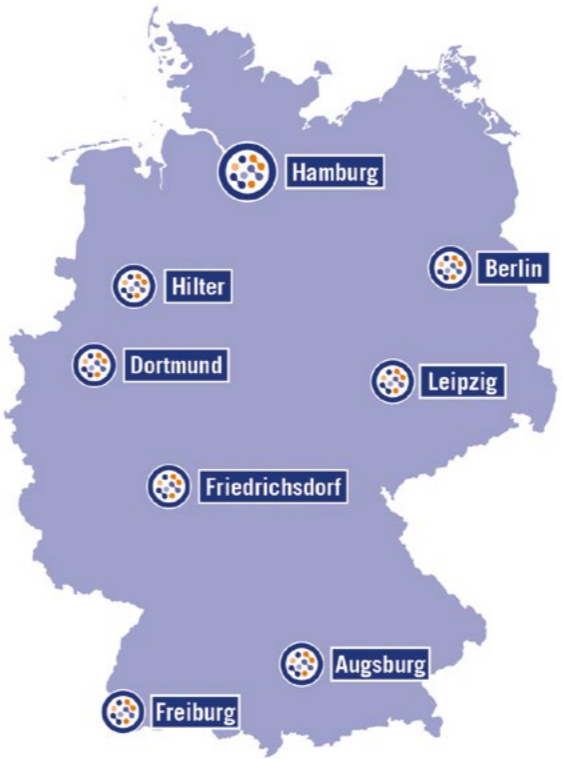 Hamburg
Berlin
Hilter
Dortmund
Leipzig
Friedrichsdorf
Augsburg
Freiburg